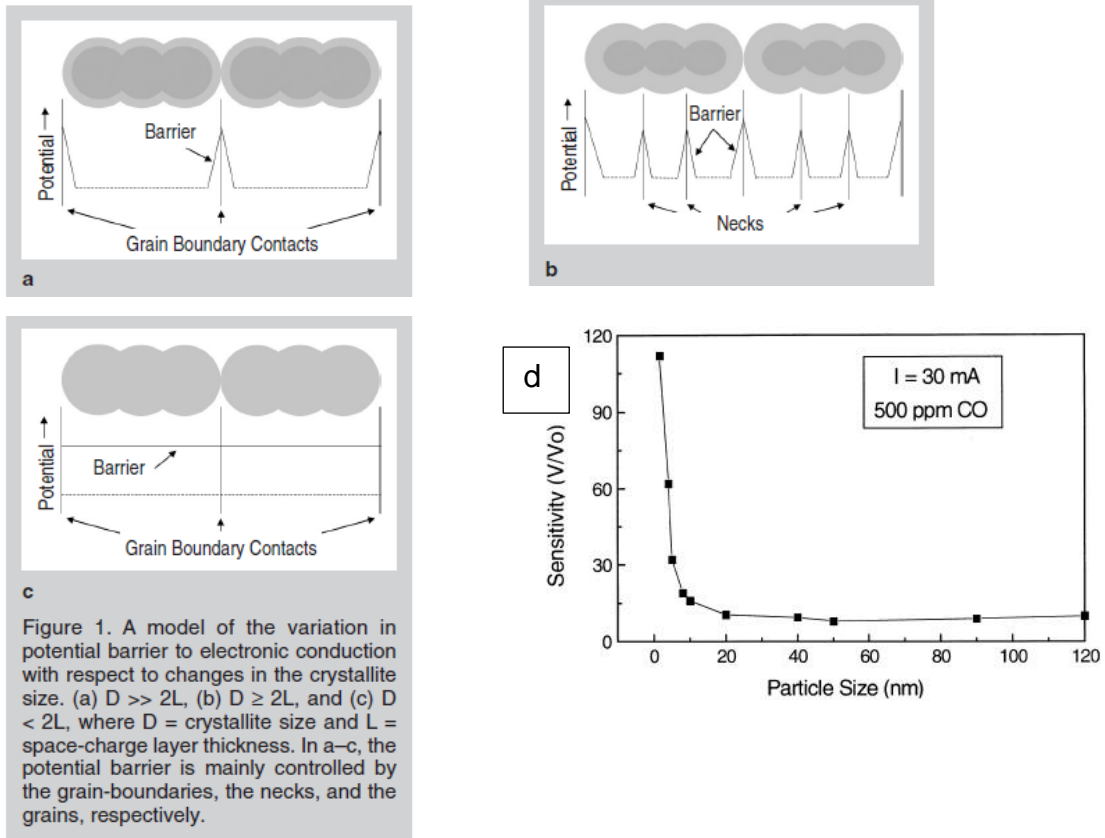 Potential →
Barrier
Grain Boundary Contacts
a
Potential →
Barrier
Necks
b
Potential →
Barrier
Grain Boundary Contacts
c
Figure 1. A model of the variation in
potential barrier to electronic conduction
with respect to changes in the crystallite
size. (a) D >> 2L, (b) D ≥ 2L, and (c) D
< 2L, where D = crystallite size and L =
space-charge layer thickness. In a–c, the
potential barrier is mainly controlled by
the grain-boundaries, the necks, and the
grains, respectively.
d
120
90
60
30
0
Sensitivity (V/Vo)
I = 30 mA
500 ppm CO
0 20 40 60 80 100 120
Particle Size (nm)